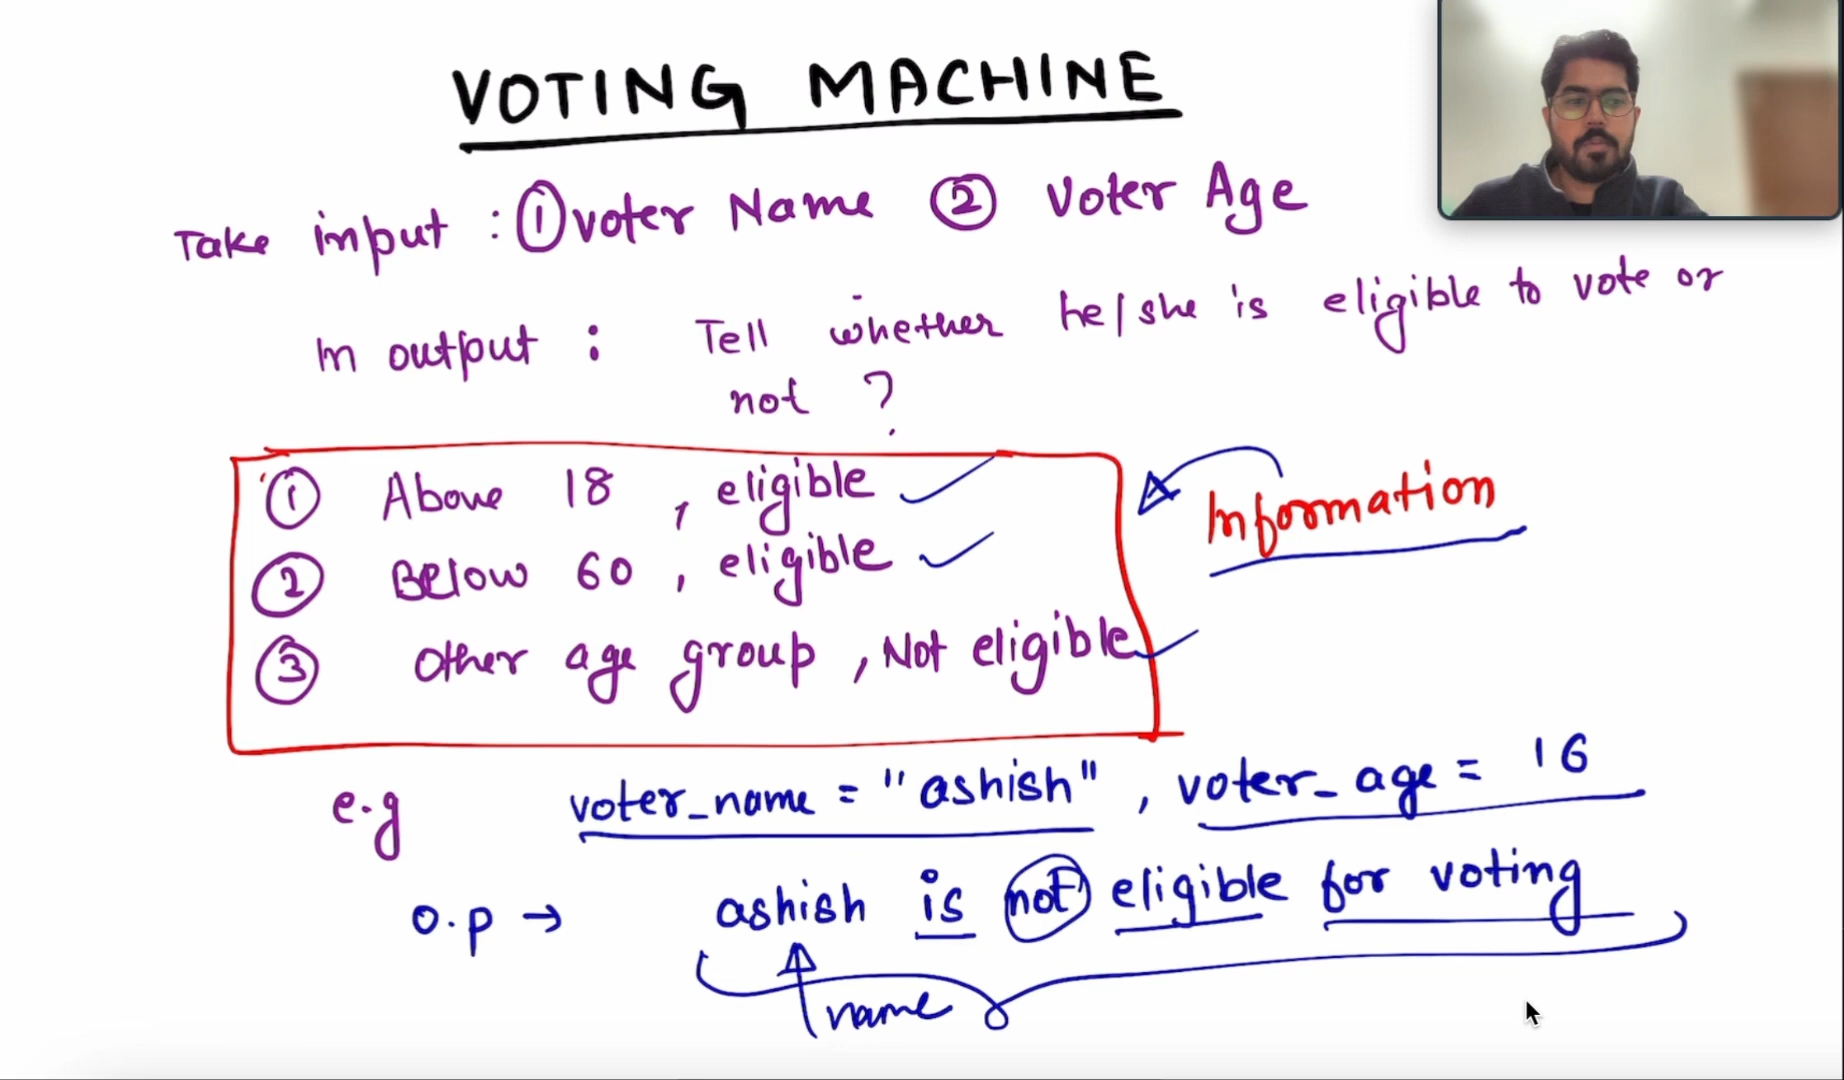 VOTING MACHINE
Take input : ① voter Name ② Voter Age
In output : Tell whether he/she is eligible to vote or
not ?
① Above 18 , eligible ✓
② Below 60 , eligible ✓
③ Other age group , Not eligible ✓
Information
e.g voter_name = "ashish" , voter_age = 16
o.p → ashish is not eligible for voting
name